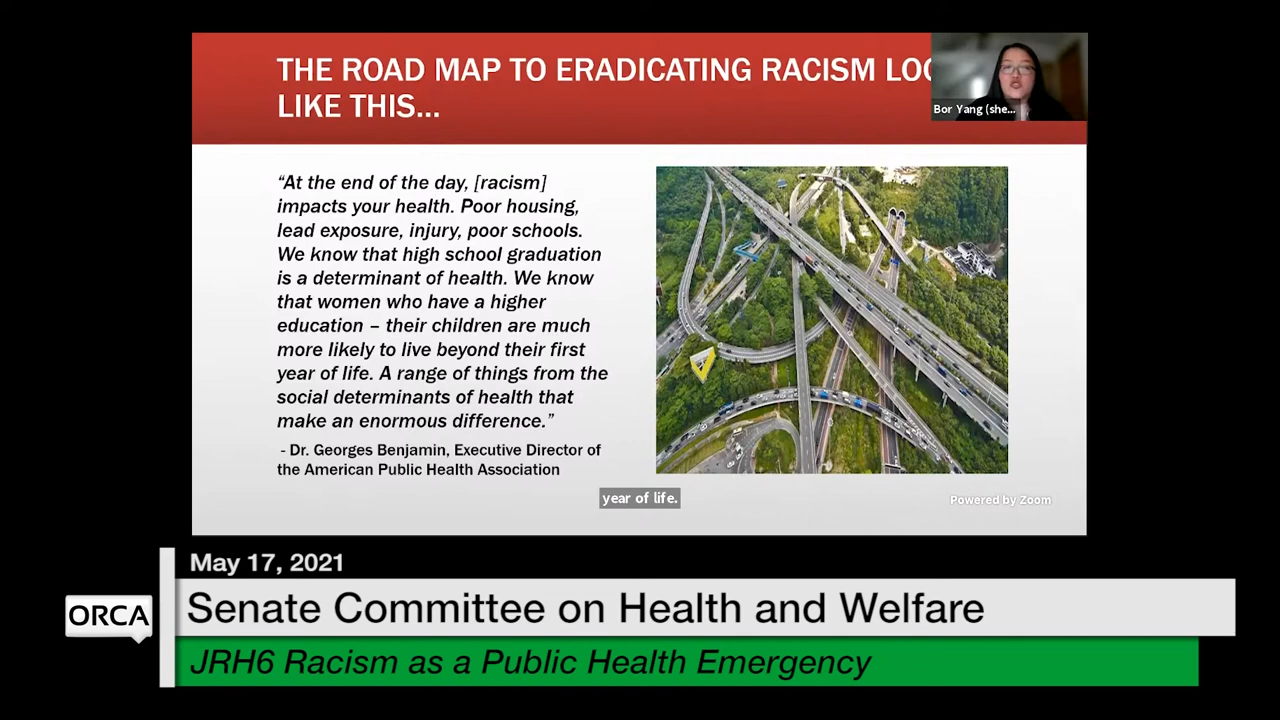 THE ROAD MAP TO ERADICATING RACISM
LIKE THIS...
Bor Yang (she...
“At the end of the day, [racism]
impacts your health. Poor housing,
lead exposure, injury, poor schools.
We know that high school graduation
is a determinant of health. We know
that women who have a higher
education – their children are much
more likely to live beyond their first
year of life. A range of things from the
social determinants of health that
make an enormous difference.”
- Dr. Georges Benjamin, Executive Director of
the American Public Health Association
year of life.
Powered by Zoom
May 17, 2021
ORCA
Senate Committee on Health and Welfare
JRH6 Racism as a Public Health Emergency